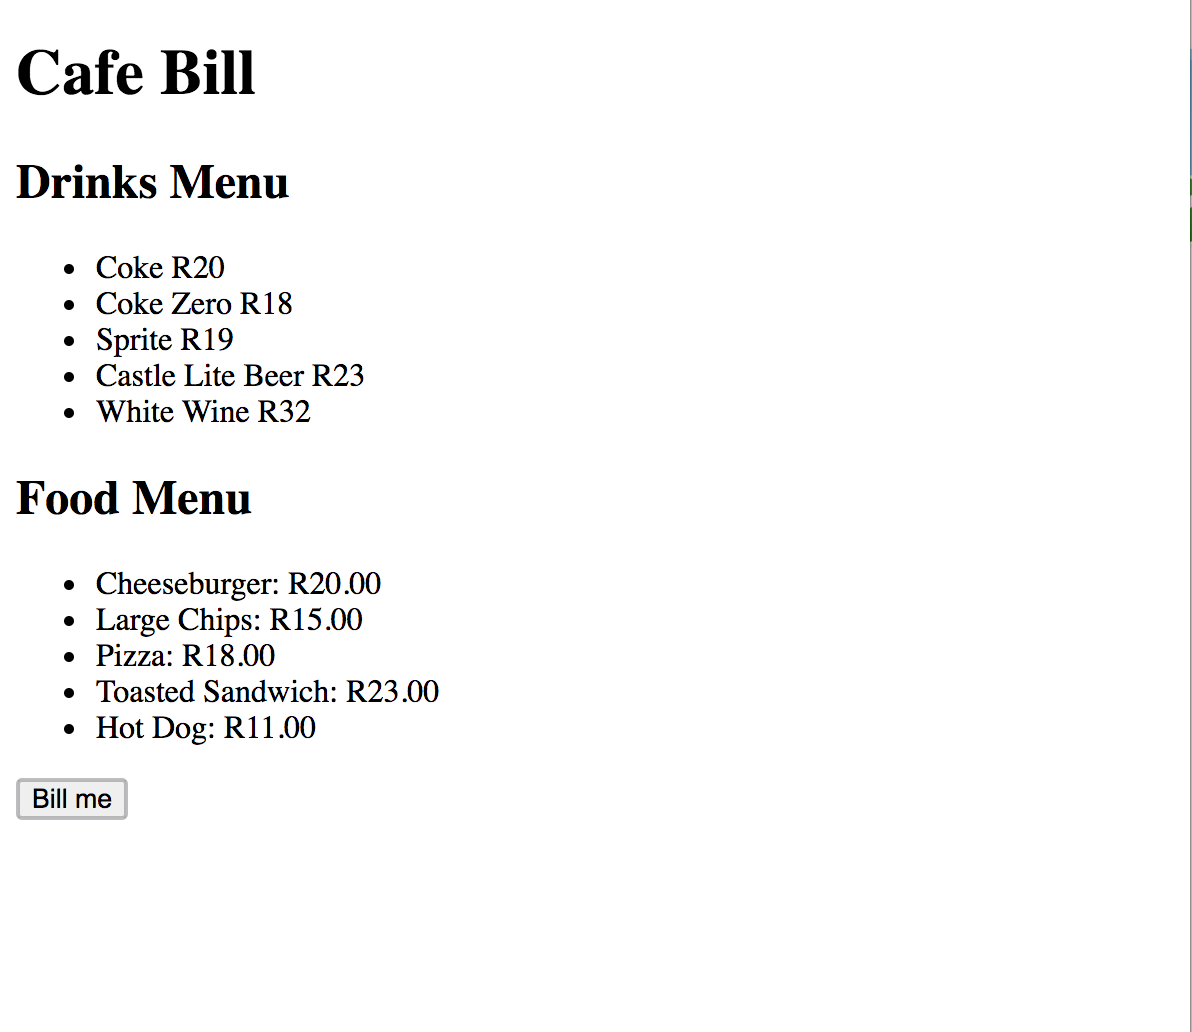 Cafe Bill
Drinks Menu
Coke R20
Coke Zero R18
Sprite R19
Castle Lite Beer R23
White Wine R32
Food Menu
Cheeseburger: R20.00
Large Chips: R15.00
Pizza: R18.00
Toasted Sandwich: R23.00
Hot Dog: R11.00
Bill me